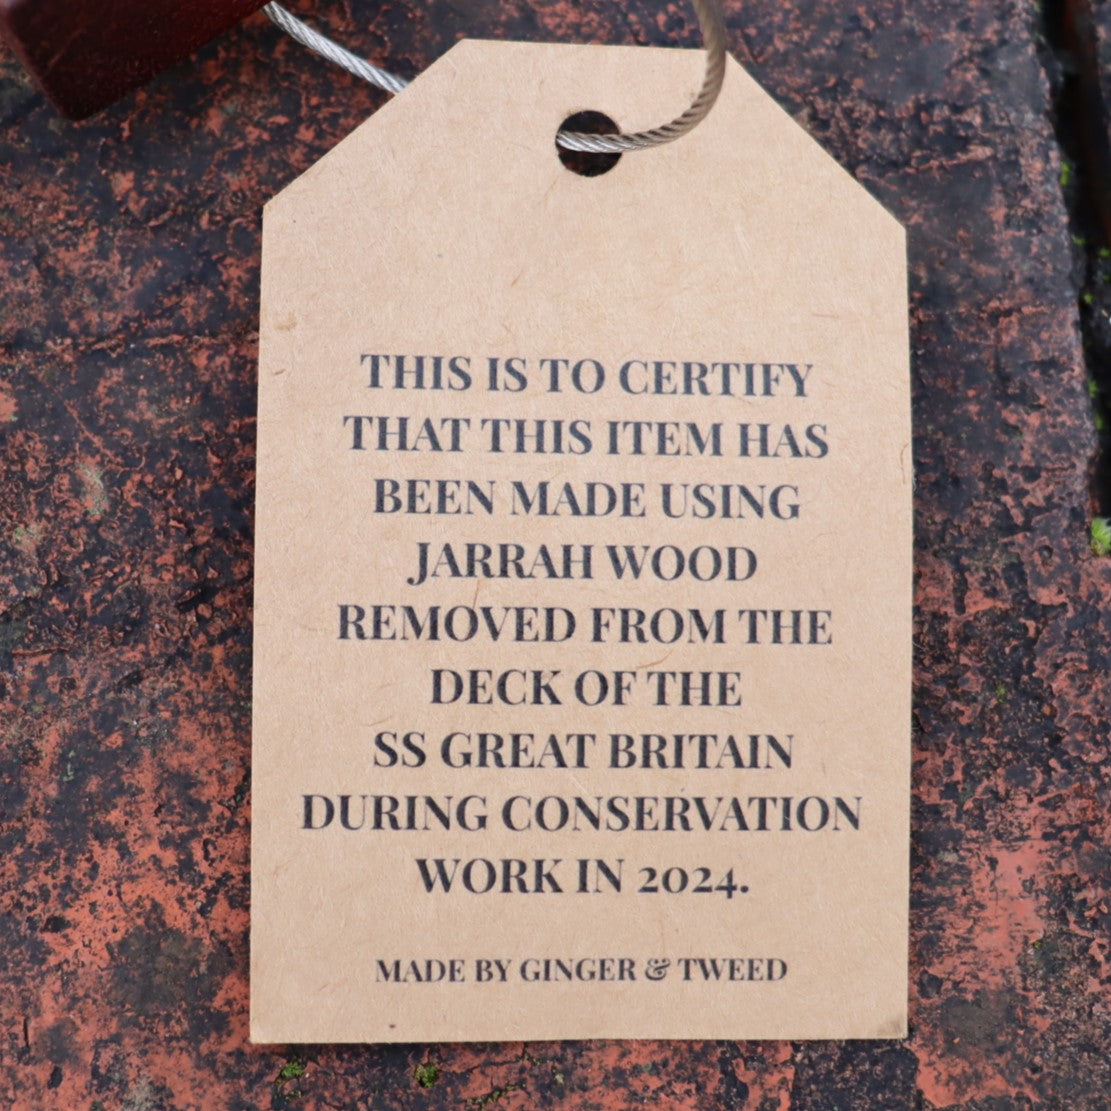 THIS IS TO CERTIFY
THAT THIS ITEM HAS
BEEN MADE USING
JARRAH WOOD
REMOVED FROM THE
DECK OF THE
SS GREAT BRITAIN
DURING CONSERVATION
WORK IN 2024.
MADE BY GINGER & TWEED